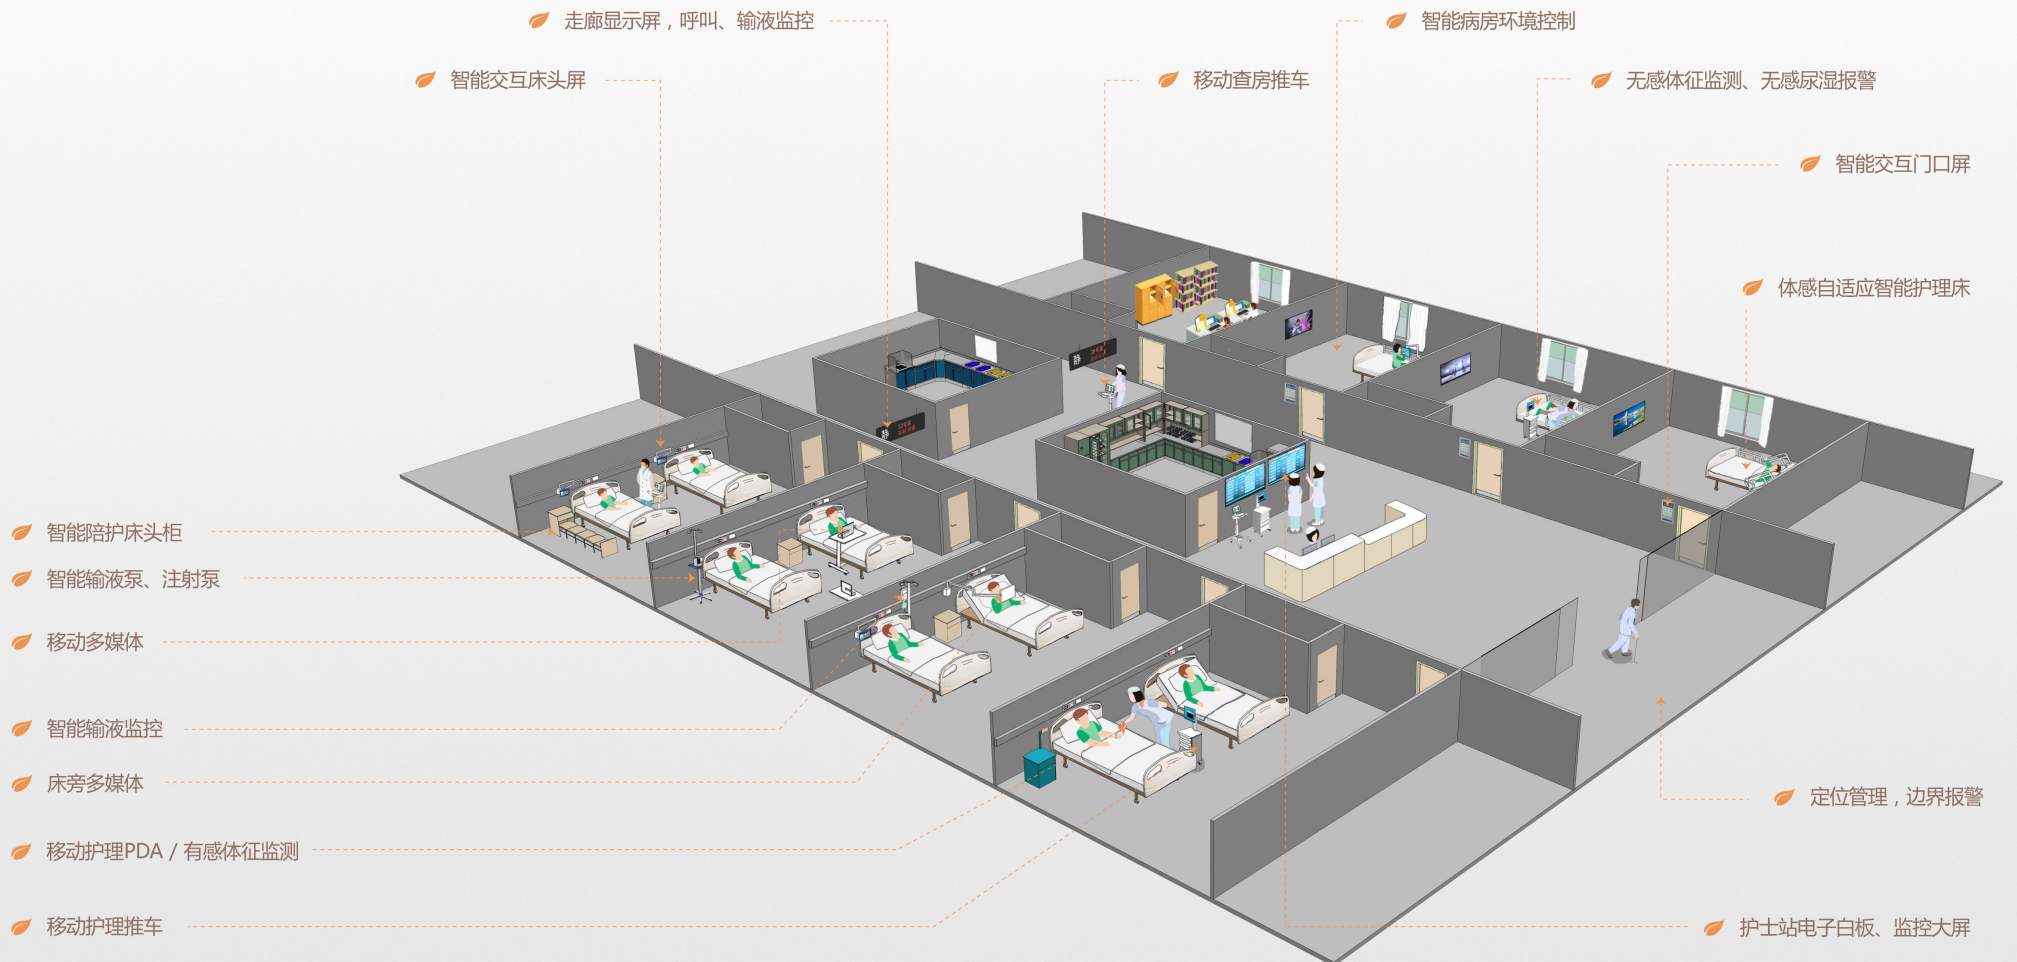 走廊显示屏，呼叫、输液监控
智能病房环境控制
智能交互床头屏
移动查房推车
无感体征监测、无感尿湿报警
智能交互门口屏
体感自适应智能护理床
静
静
智能陪护床头柜
智能输液泵、注射泵
移动多媒体
智能输液监控
床旁多媒体
定位管理，边界报警
移动护理PDA / 有感体征监测
移动护理推车
护士站电子白板、监控大屏